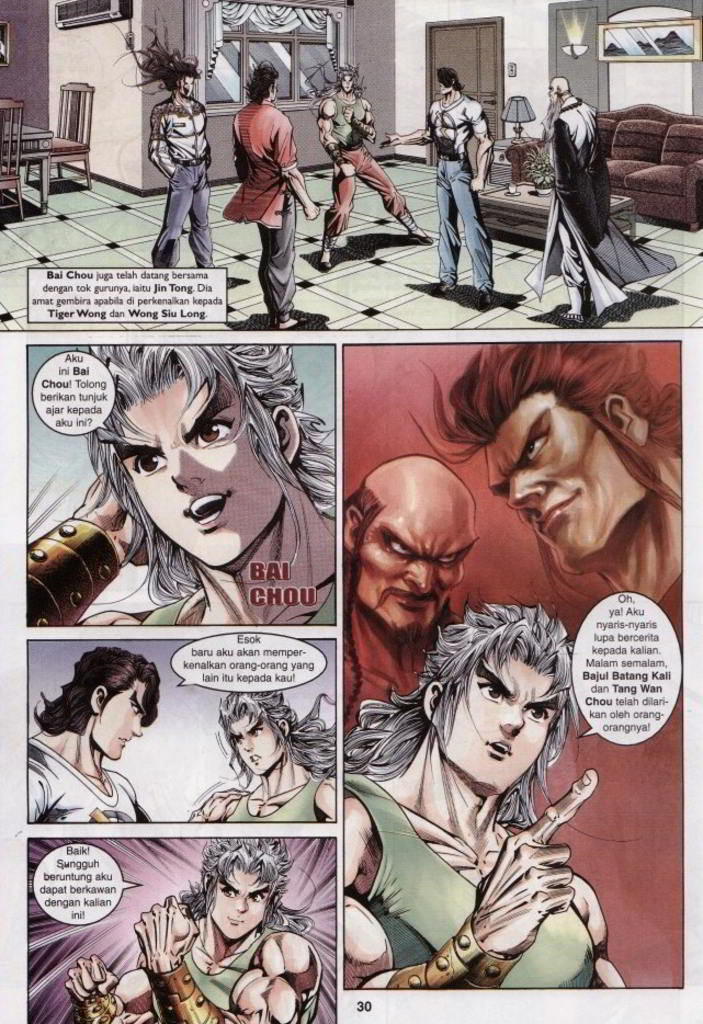 Bai Chou juga telah datang bersama
dengan tok gurunya, iaitu Jin Tong. Dia
amat gembira apabila di perkenalkan kepada
Tiger Wong dan Wong Siu Long.
Aku
ini Bai
Chou! Tolong
berikan tunjuk
ajar kepada
aku ini?
BAI
CHOU
Esok
baru aku akan memper-
kenalkan orang-orang yang
lain itu kepada kau!
Baik!
Sungguh
beruntung aku
dapat berkawan
dengan kalian
ini!
Oh,
ya! Aku
nyaris-nyaris
lupa bercerita
kepada kalian.
Malam semalam,
Bajul Batang Kali
dan Tang Wan
Chou telah dilari-
kan oleh orang-
orangnya!
30